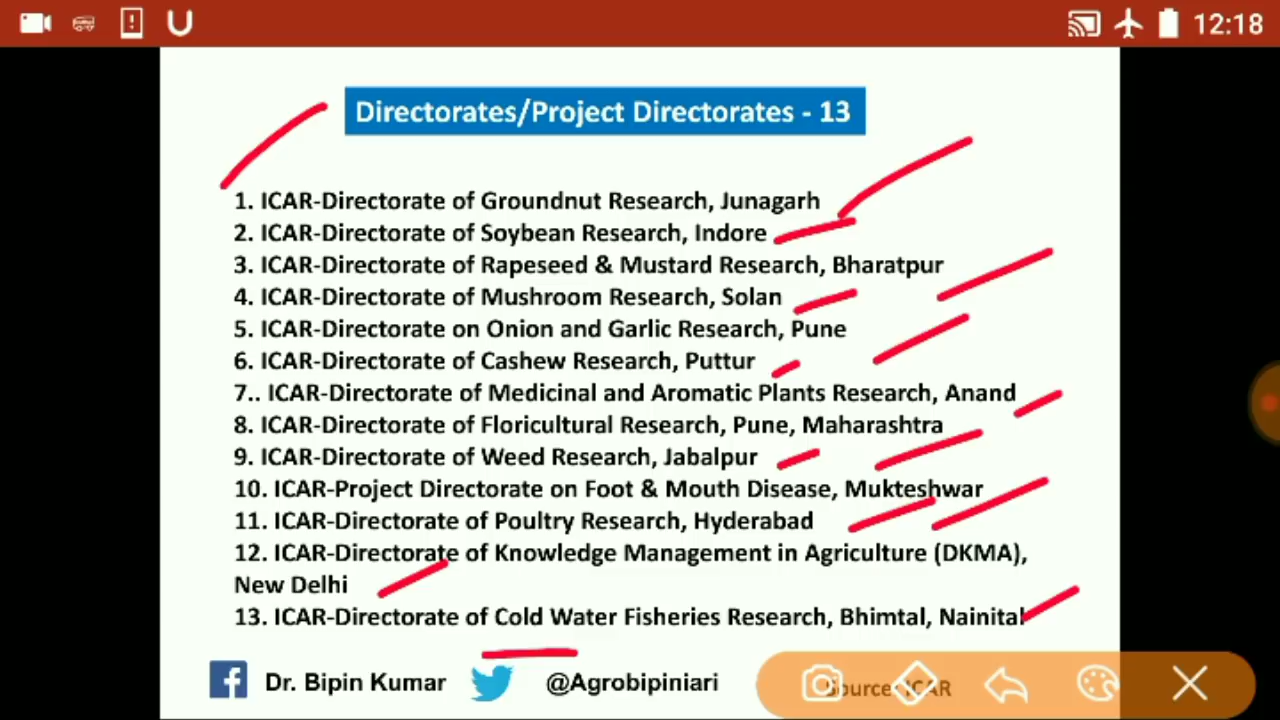 12:18
Directorates/Project Directorates - 13
1. ICAR-Directorate of Groundnut Research, Junagarh
2. ICAR-Directorate of Soybean Research, Indore
3. ICAR-Directorate of Rapeseed & Mustard Research, Bharatpur
4. ICAR-Directorate of Mushroom Research, Solan
5. ICAR-Directorate on Onion and Garlic Research, Pune
6. ICAR-Directorate of Cashew Research, Puttur
7.. ICAR-Directorate of Medicinal and Aromatic Plants Research, Anand
8. ICAR-Directorate of Floricultural Research, Pune, Maharashtra
9. ICAR-Directorate of Weed Research, Jabalpur
10. ICAR-Project Directorate on Foot & Mouth Disease, Mukteshwar
11. ICAR-Directorate of Poultry Research, Hyderabad
12. ICAR-Directorate of Knowledge Management in Agriculture (DKMA),
New Delhi
13. ICAR-Directorate of Cold Water Fisheries Research, Bhimtal, Nainital
Dr. Bipin Kumar @Agrobipiniari Source: ICAR